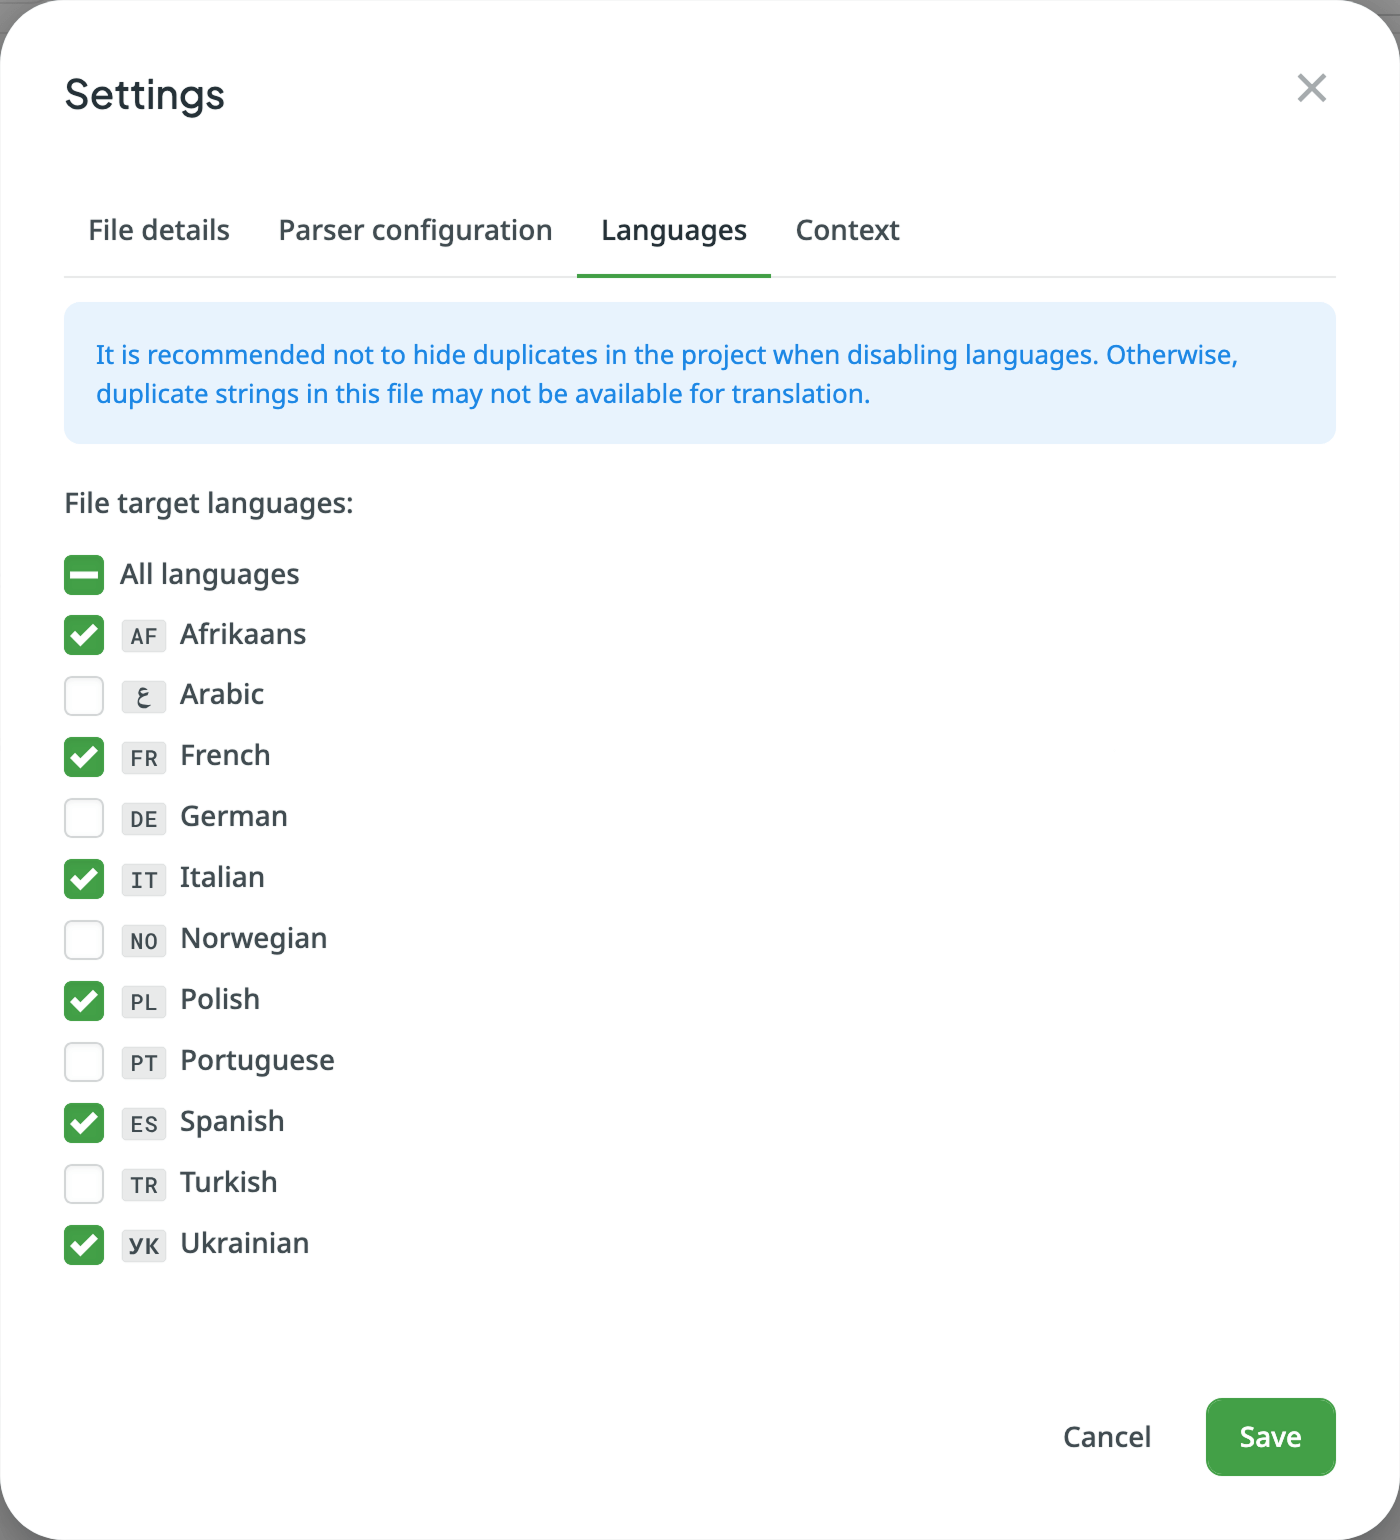 Settings
File details Parser configuration Languages Context
It is recommended not to hide duplicates in the project when disabling languages. Otherwise,
duplicate strings in this file may not be available for translation.
File target languages:
All languages
AF Afrikaans
ع Arabic
FR French
DE German
IT Italian
NO Norwegian
PL Polish
PT Portuguese
ES Spanish
TR Turkish
УК Ukrainian
Cancel Save